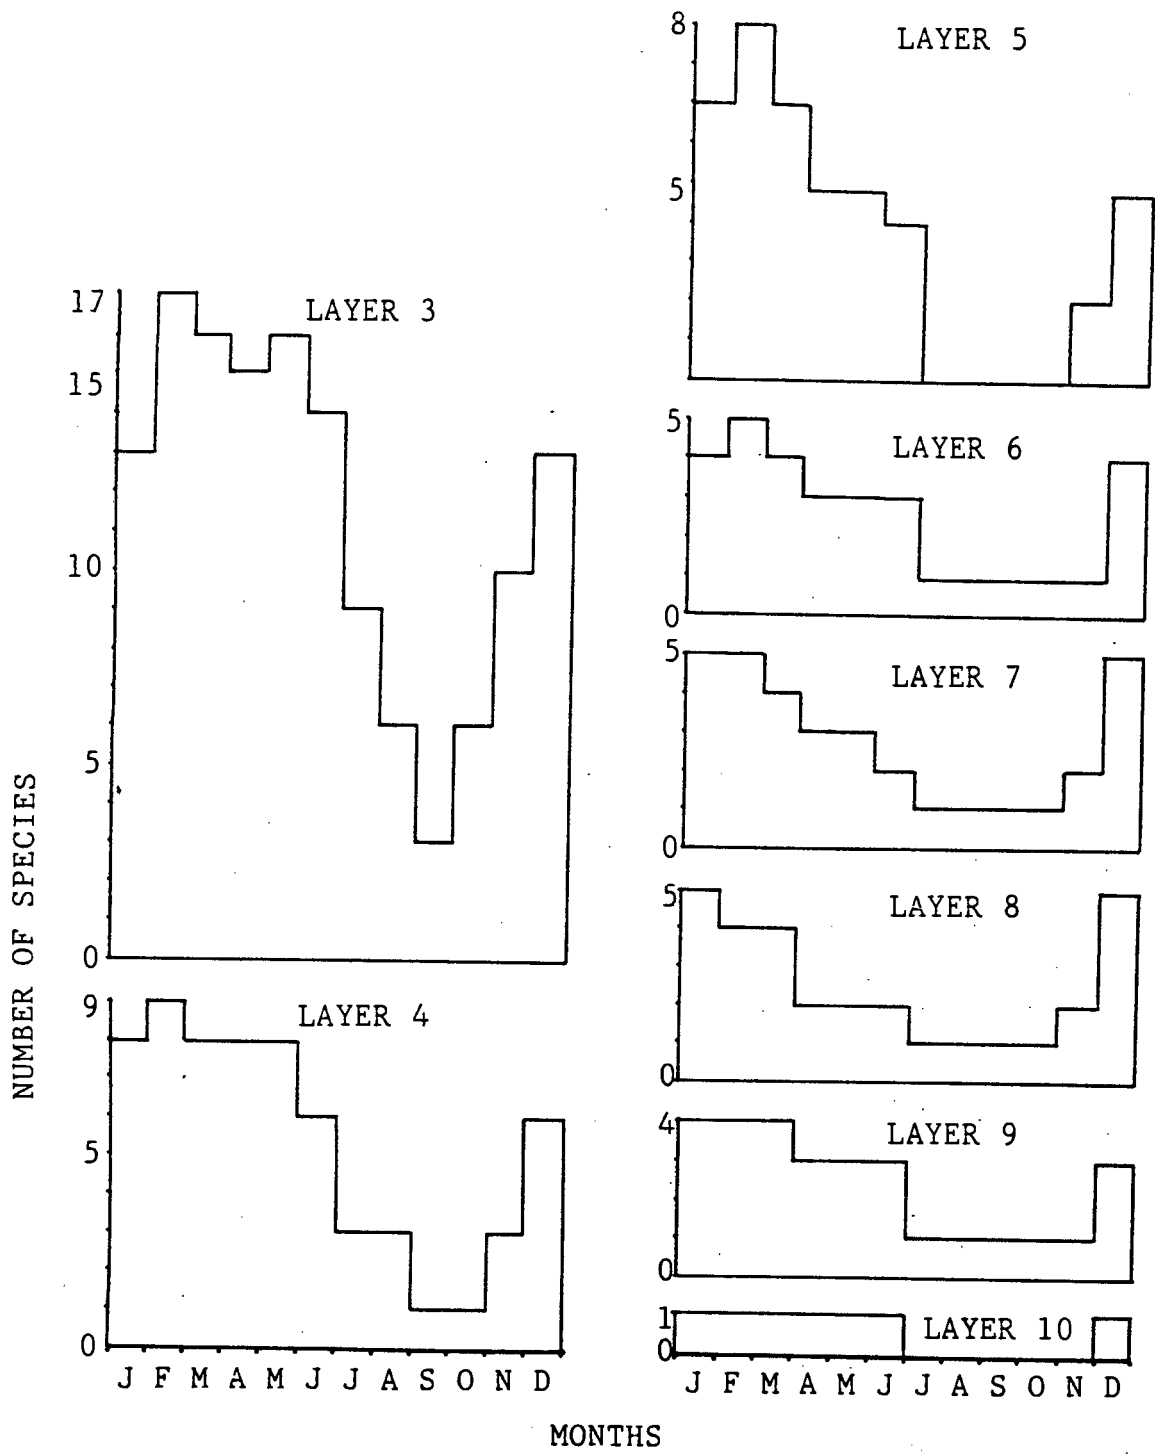 NUMBER OF SPECIES
LAYER 3
17
15
10
5
0
LAYER 4
9
5
0
J F M A M J J A S O N D
LAYER 5
8
5
LAYER 6
5
0
LAYER 7
5
0
LAYER 8
5
0
LAYER 9
4
0
LAYER 10
1
0
J F M A M J J A S O N D
MONTHS